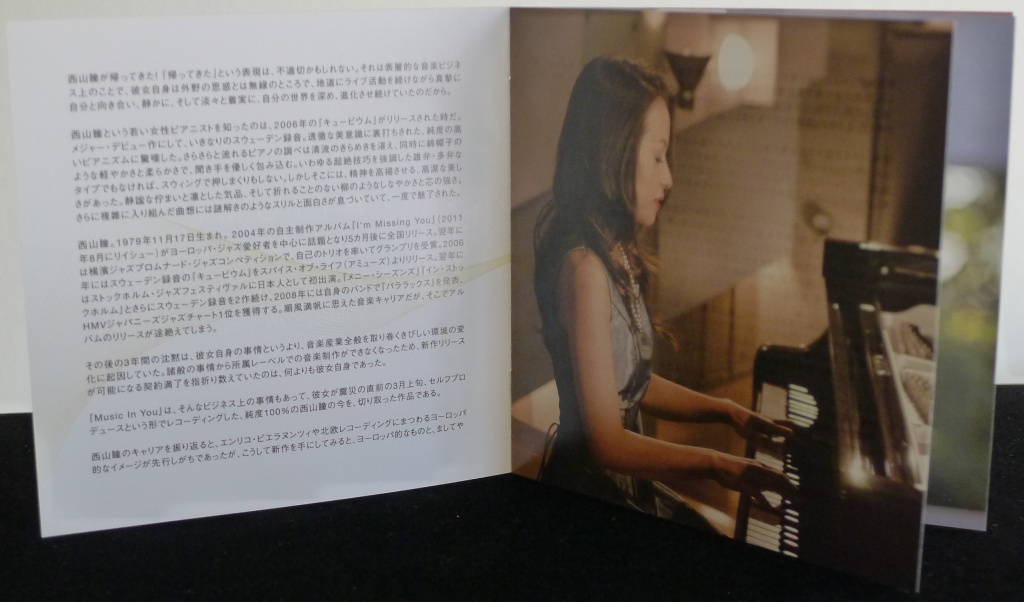 西山瞳が帰ってきた!「帰ってきた」という表現は、不適切かもしれない。それは表層的な音楽ビジネ
ス上のことで、彼女自身は外野の思惑とは無縁のところで、地道にライブ活動を続けながら真摯に
自分と向き合い、静かに、そして淡々と着実に、自分の世界を深め、進化させ続けていたのだから。
西山瞳という若い女性ピアニストを知ったのは、2006年の『キュービウム』がリリースされた時だ。
メジャー・デビュー作にして、いきなりのスウェーデン録音。透徹な美意識に裏打ちされた、純度の高
いピアニズムに驚嘆した。さらさらと流れるピアノの調べは清流のきらめきを湛え、同時に綿帽子の
ような軽やかさと柔らかさで、聞き手を優しく包み込む。いわゆる超絶技巧を強調した雄弁・多弁な
タイプでもなければ、スウィングで押しまくりもしない。しかしそこには、精神を高揚させる、高潔な美し
さがあった。静謐な佇まいと凛とした気品、そして折れることのない柳のようなしなやかさと芯の強さ。
さらに複雑に入り組んだ曲想には謎解きのようなスリルと面白さが息づいていて、一度で魅了された。
西山瞳。1979年11月17日生まれ。2004年の自主制作アルバム『I'm Missing You』(2011
年8月にリイシュー)がヨーロッパ・ジャズ愛好者を中心に話題となり5カ月後に全国リリース。翌年に
は横濱ジャズプロムナード・ジャズコンペティションで、自己のトリオを率いてグランプリを受賞。2006
年にはスウェーデン録音の『キュービウム』をスパイス・オブ・ライフ(アミューズ)よりリリース。翌年に
はストックホルム・ジャズフェスティヴァルに日本人として初出演。『メニー・シーズンズ』『イン・ストッ
クホルム』とさらにスウェーデン録音を2作続け、2008年には自身のバンドで『パララックス』を発表。
HMVジャパニーズジャズチャート1位を獲得する。順風満帆に思えた音楽キャリアだが、そこでアル
バムのリリースが途絶えてしまう。
その後の3年間の沈黙は、彼女自身の事情というより、音楽産業全般を取り巻くきびしい環境の変
化に起因していた。諸般の事情から所属レーベルでの音楽制作ができなくなったため、新作リリース
が可能になる契約満了を指折り数えていたのは、何よりも彼女自身であった。
『Music In You』は、そんなビジネス上の事情もあって、彼女が震災の直前の3月上旬、セルフプロ
デュースという形でレコーディングした、純度100%の西山瞳の今を、切り取った作品である。
西山瞳のキャリアを振り返ると、エンリコ・ピエラヌンツィや北欧レコーディングにまつわるヨーロッパ
的なイメージが先行しがちであったが、こうして新作を手にしてみると、ヨーロッパ的なものと、ましてや